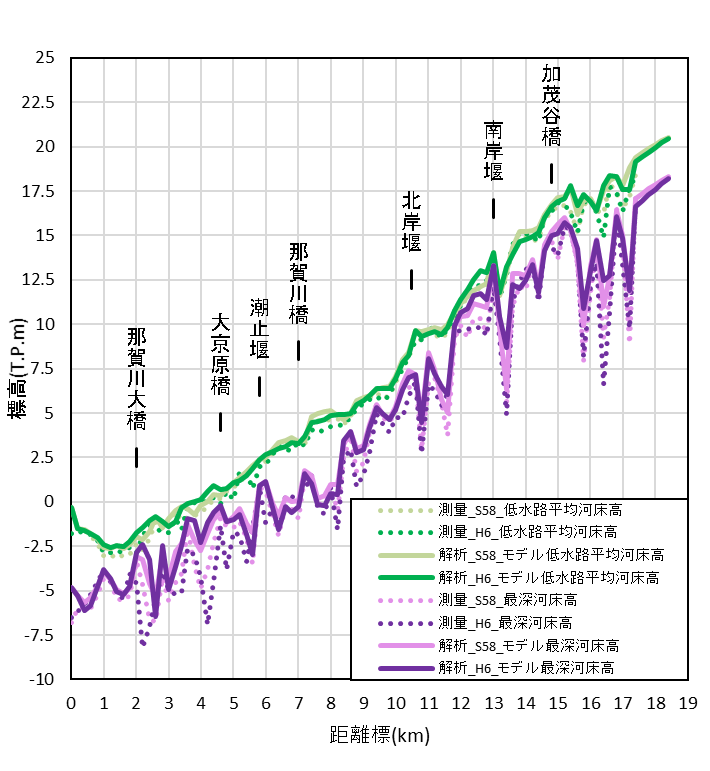 標高(T.P.m)
25
22.5
20
17.5
15
12.5
10
7.5
5
2.5
0
-2.5
-5
-7.5
-10
那賀川大橋
大京原橋
潮止堰
那賀川橋
北岸堰
南岸堰
加茂谷橋
測量_S58_低水路平均河床高
測量_H6_低水路平均河床高
解析_S58_モデル低水路平均河床高
解析_H6_モデル低水路平均河床高
測量_S58_最深河床高
測量_H6_最深河床高
解析_S58_モデル最深河床高
解析_H6_モデル最深河床高
0 1 2 3 4 5 6 7 8 9 10 11 12 13 14 15 16 17 18 19
距離標(km)